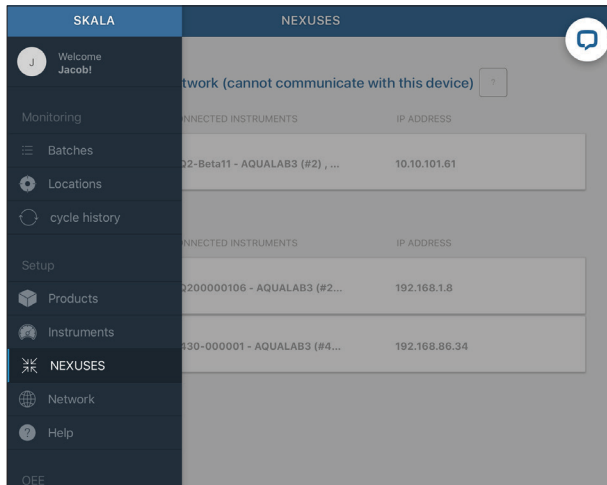 SKALA
NEXUSES
J
Welcome
Jacob!
Monitoring
Batches
Locations
cycle history
Setup
Products
Instruments
NEXUSES
Network
Help
OEE
twork (cannot communicate with this device) ?
NNECTED INSTRUMENTS IP ADDRESS
Q2-Beta11 - AQUALAB3 (#2) , ... 10.10.101.61
NNECTED INSTRUMENTS IP ADDRESS
Q200000106 - AQUALAB3 (#2... 192.168.1.8
430-000001 - AQUALAB3 (#4... 192.168.86.34